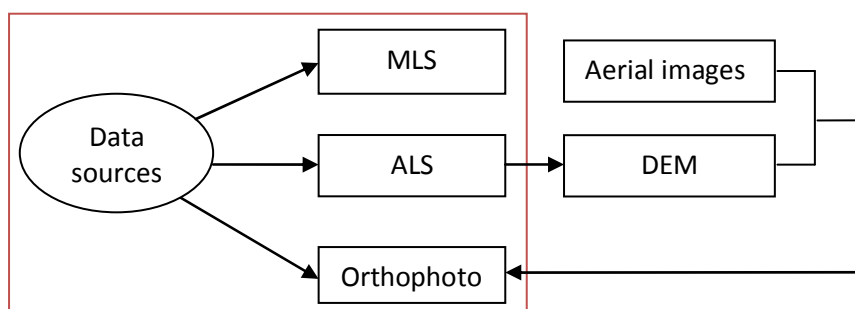 MLS
Aerial images
Data
sources
ALS
DEM
Orthophoto